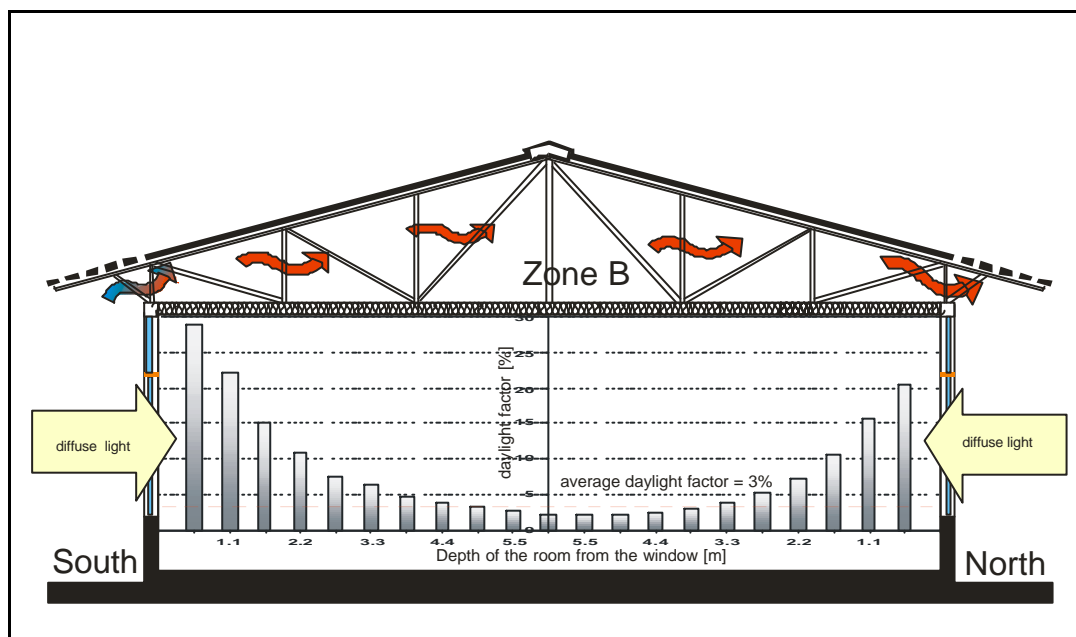 Zone B
30
25
20
15
10
5
0
daylight factor [%]
diffuse light
diffuse light
average daylight factor = 3%
1.1 2.2 3.3 4.4 5.5 5.5 4.4 3.3 2.2 1.1
Depth of the room from the window [m]
South
North